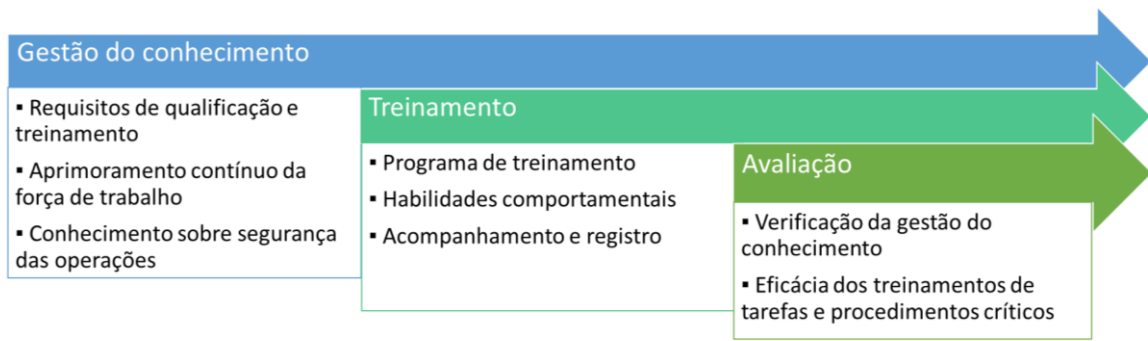 Gestão do conhecimento
▪ Requisitos de qualificação e
treinamento
▪ Aprimoramento contínuo da
força de trabalho
▪ Conhecimento sobre segurança
das operações
Treinamento
▪ Programa de treinamento
▪ Habilidades comportamentais
▪ Acompanhamento e registro
Avaliação
▪ Verificação da gestão do
conhecimento
▪ Eficácia dos treinamentos de
tarefas e procedimentos críticos